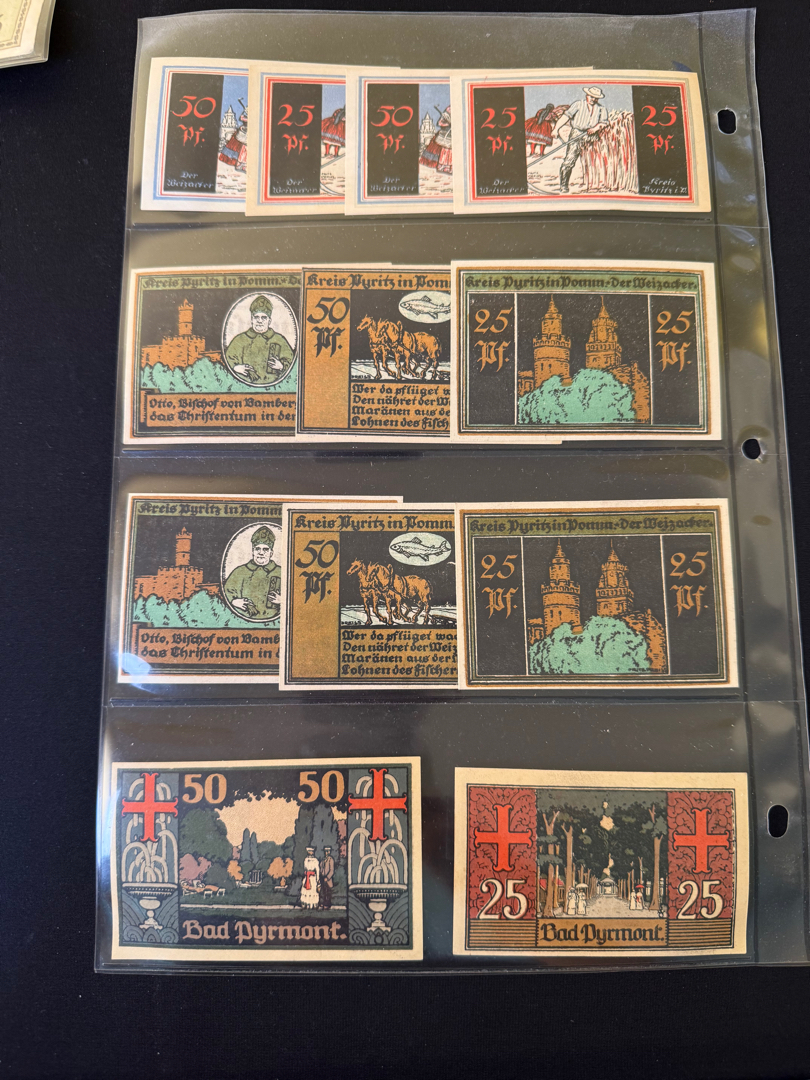 50
Pf.
Der
Weizacker
25
Pf.
Der
Weizacker
50
Pf.
Der
Weizacker
25
Pf.
Der
Weizacker
25
Pf.
Kreis
Pyritz i. P.
Kreis Pyritz in Pomm.
Otto, Bischof von Bamber
das Christentum in der
Kreis Pyritz in Pomm
50
Pf.
Wer da pflüget w
Den nähret der We
Maränen aus de
Lohnen des Fisch
Kreis Pyritz in Pomm. Der Weizacker.
25
Pf.
25
Pf.
Kreis Pyritz in Pomm
Otto, Bischof von Bamb
das Christentum in
Kreis Pyritz in Pomm.
50
Pf.
Wer da pflüget wa
Den nähret der Weiz
Maränen aus der
Lohnen des Fischer
Kreis Pyritz in Pomm. Der Weizacker.
25
Pf.
25
Pf.
50 50
Bad Pyrmont.
25 25
Bad Pyrmont.